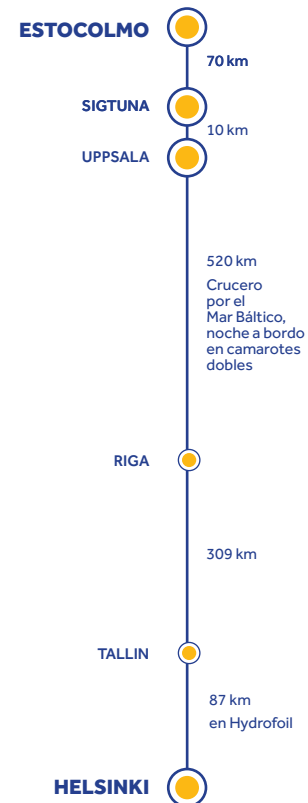 ESTOCOLMO
70 km
SIGTUNA
10 km
UPPSALA
520 km
Crucero
por el
Mar Báltico,
noche a bordo
en camarotes
dobles
RIGA
309 km
TALLIN
87 km
en Hydrofoil
HELSINKI